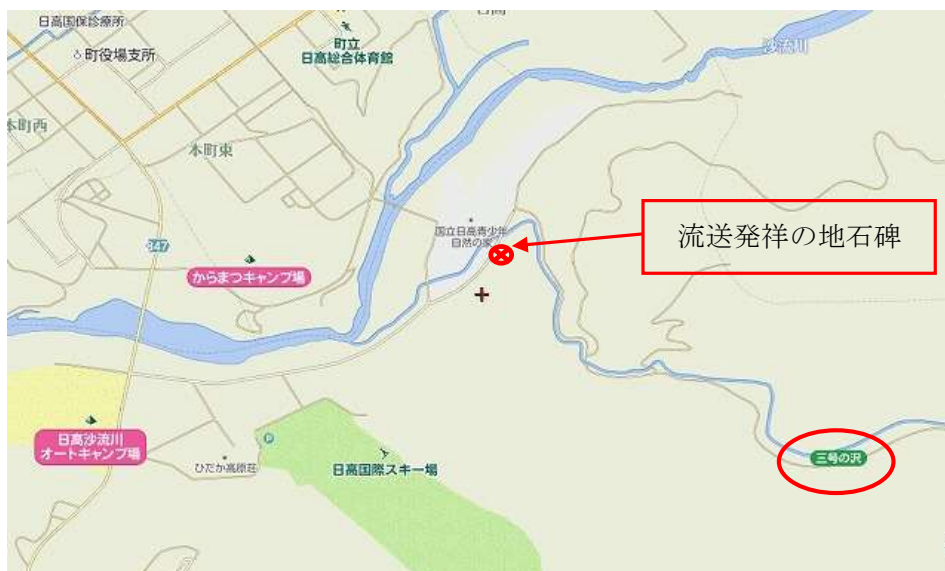 日高国保診療所
町役場支所
町立
日高総合体育館
日高
沙流川
本町西
本町東
847
国立日高青少年
自然の家
流送発祥の地石碑
からまつキャンプ場
日高沙流川
オートキャンプ場
P
ひだか高原荘
日高国際スキー場
三号の沢